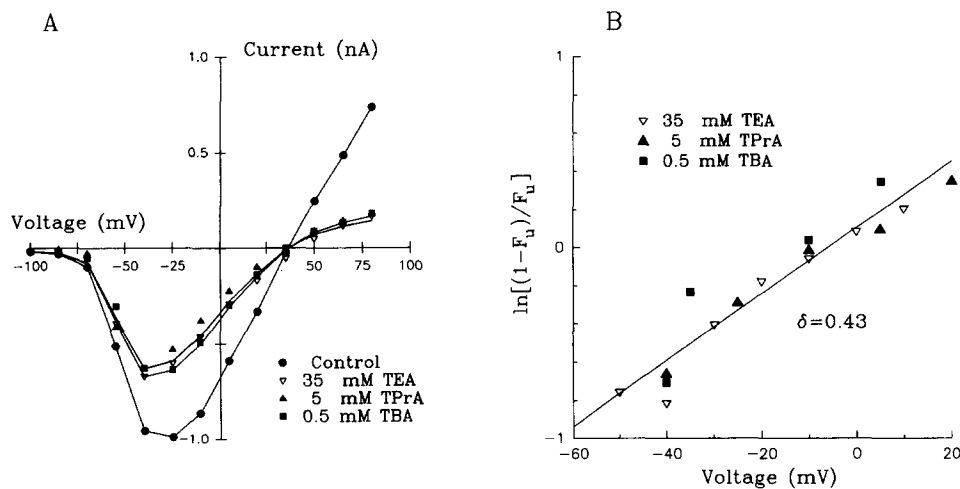 A
Current (nA)
1.0
0.5
Voltage (mV)
-100
-50
-25
0
25
50
75
100
-1.0
Control
35 mM TEA
5 mM TPrA
0.5 mM TBA
B
ln[(1-Fu)/Fu]
1
0
-1
35 mM TEA
5 mM TPrA
0.5 mM TBA
δ=0.43
-60
-40
-20
0
20
Voltage (mV)